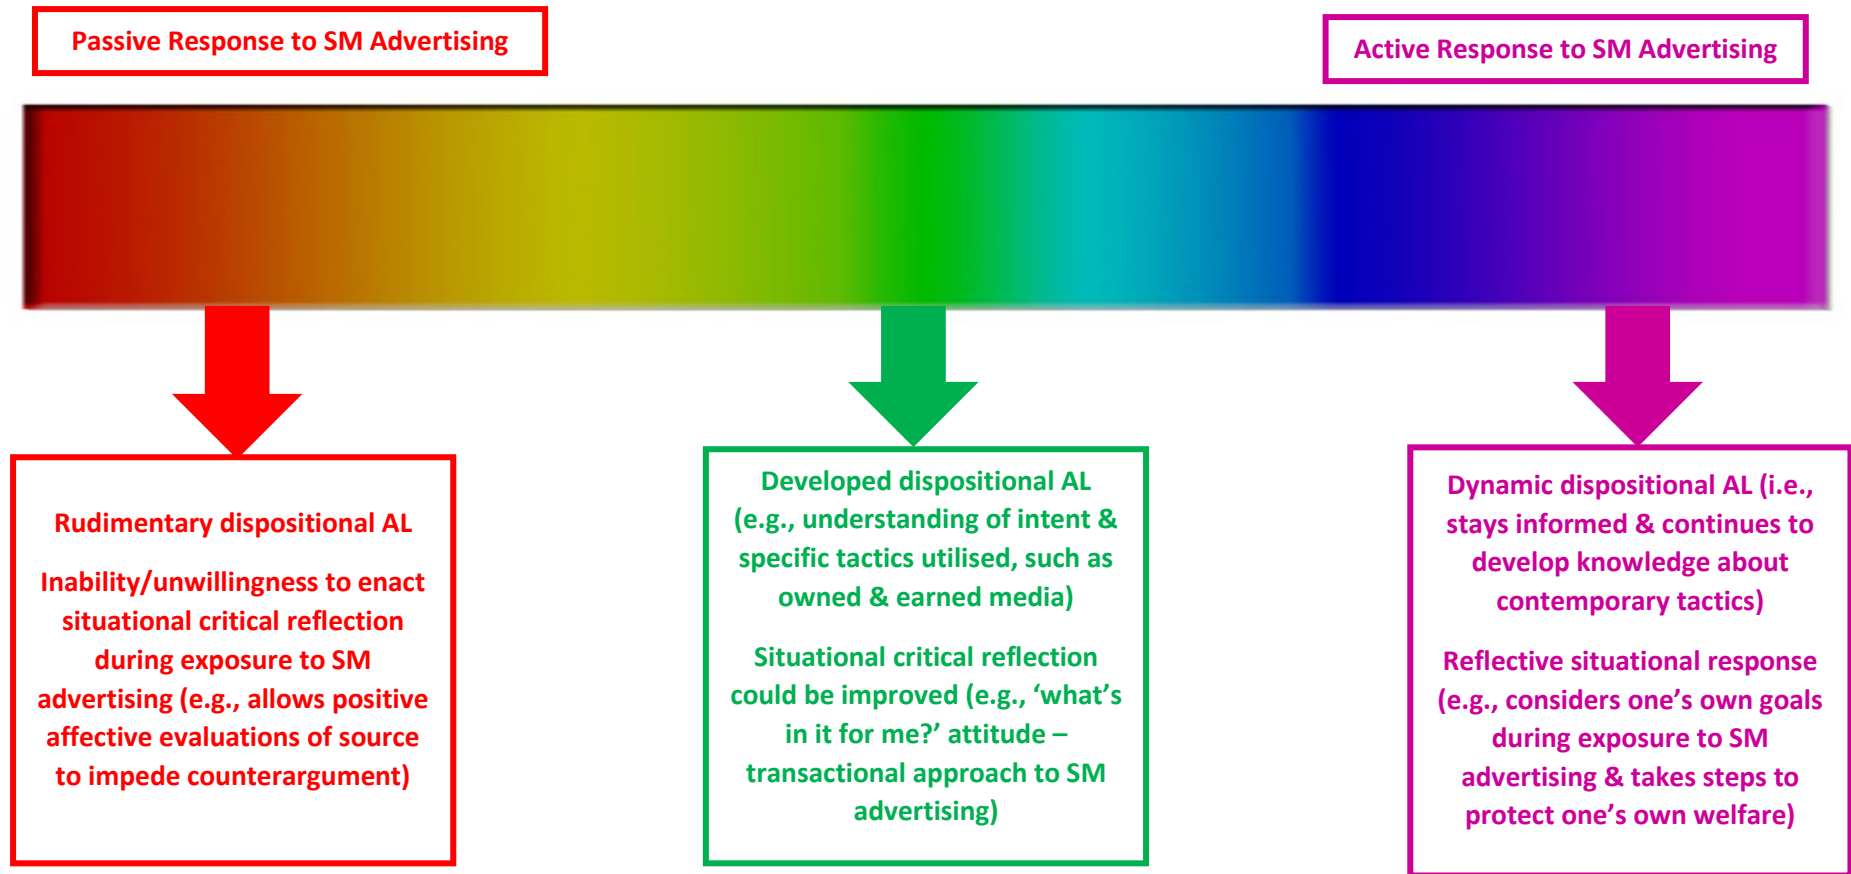 Passive Response to SM Advertising
Active Response to SM Advertising
Rudimentary dispositional AL
Inability/unwillingness to enact
situational critical reflection
during exposure to SM
advertising (e.g., allows positive
affective evaluations of source
to impede counterargument)
Developed dispositional AL
(e.g., understanding of intent &
specific tactics utilised, such as
owned & earned media)
Situational critical reflection
could be improved (e.g., ‘what’s
in it for me?’ attitude –
transactional approach to SM
advertising)
Dynamic dispositional AL (i.e.,
stays informed & continues to
develop knowledge about
contemporary tactics)
Reflective situational response
(e.g., considers one’s own goals
during exposure to SM
advertising & takes steps to
protect one’s own welfare)